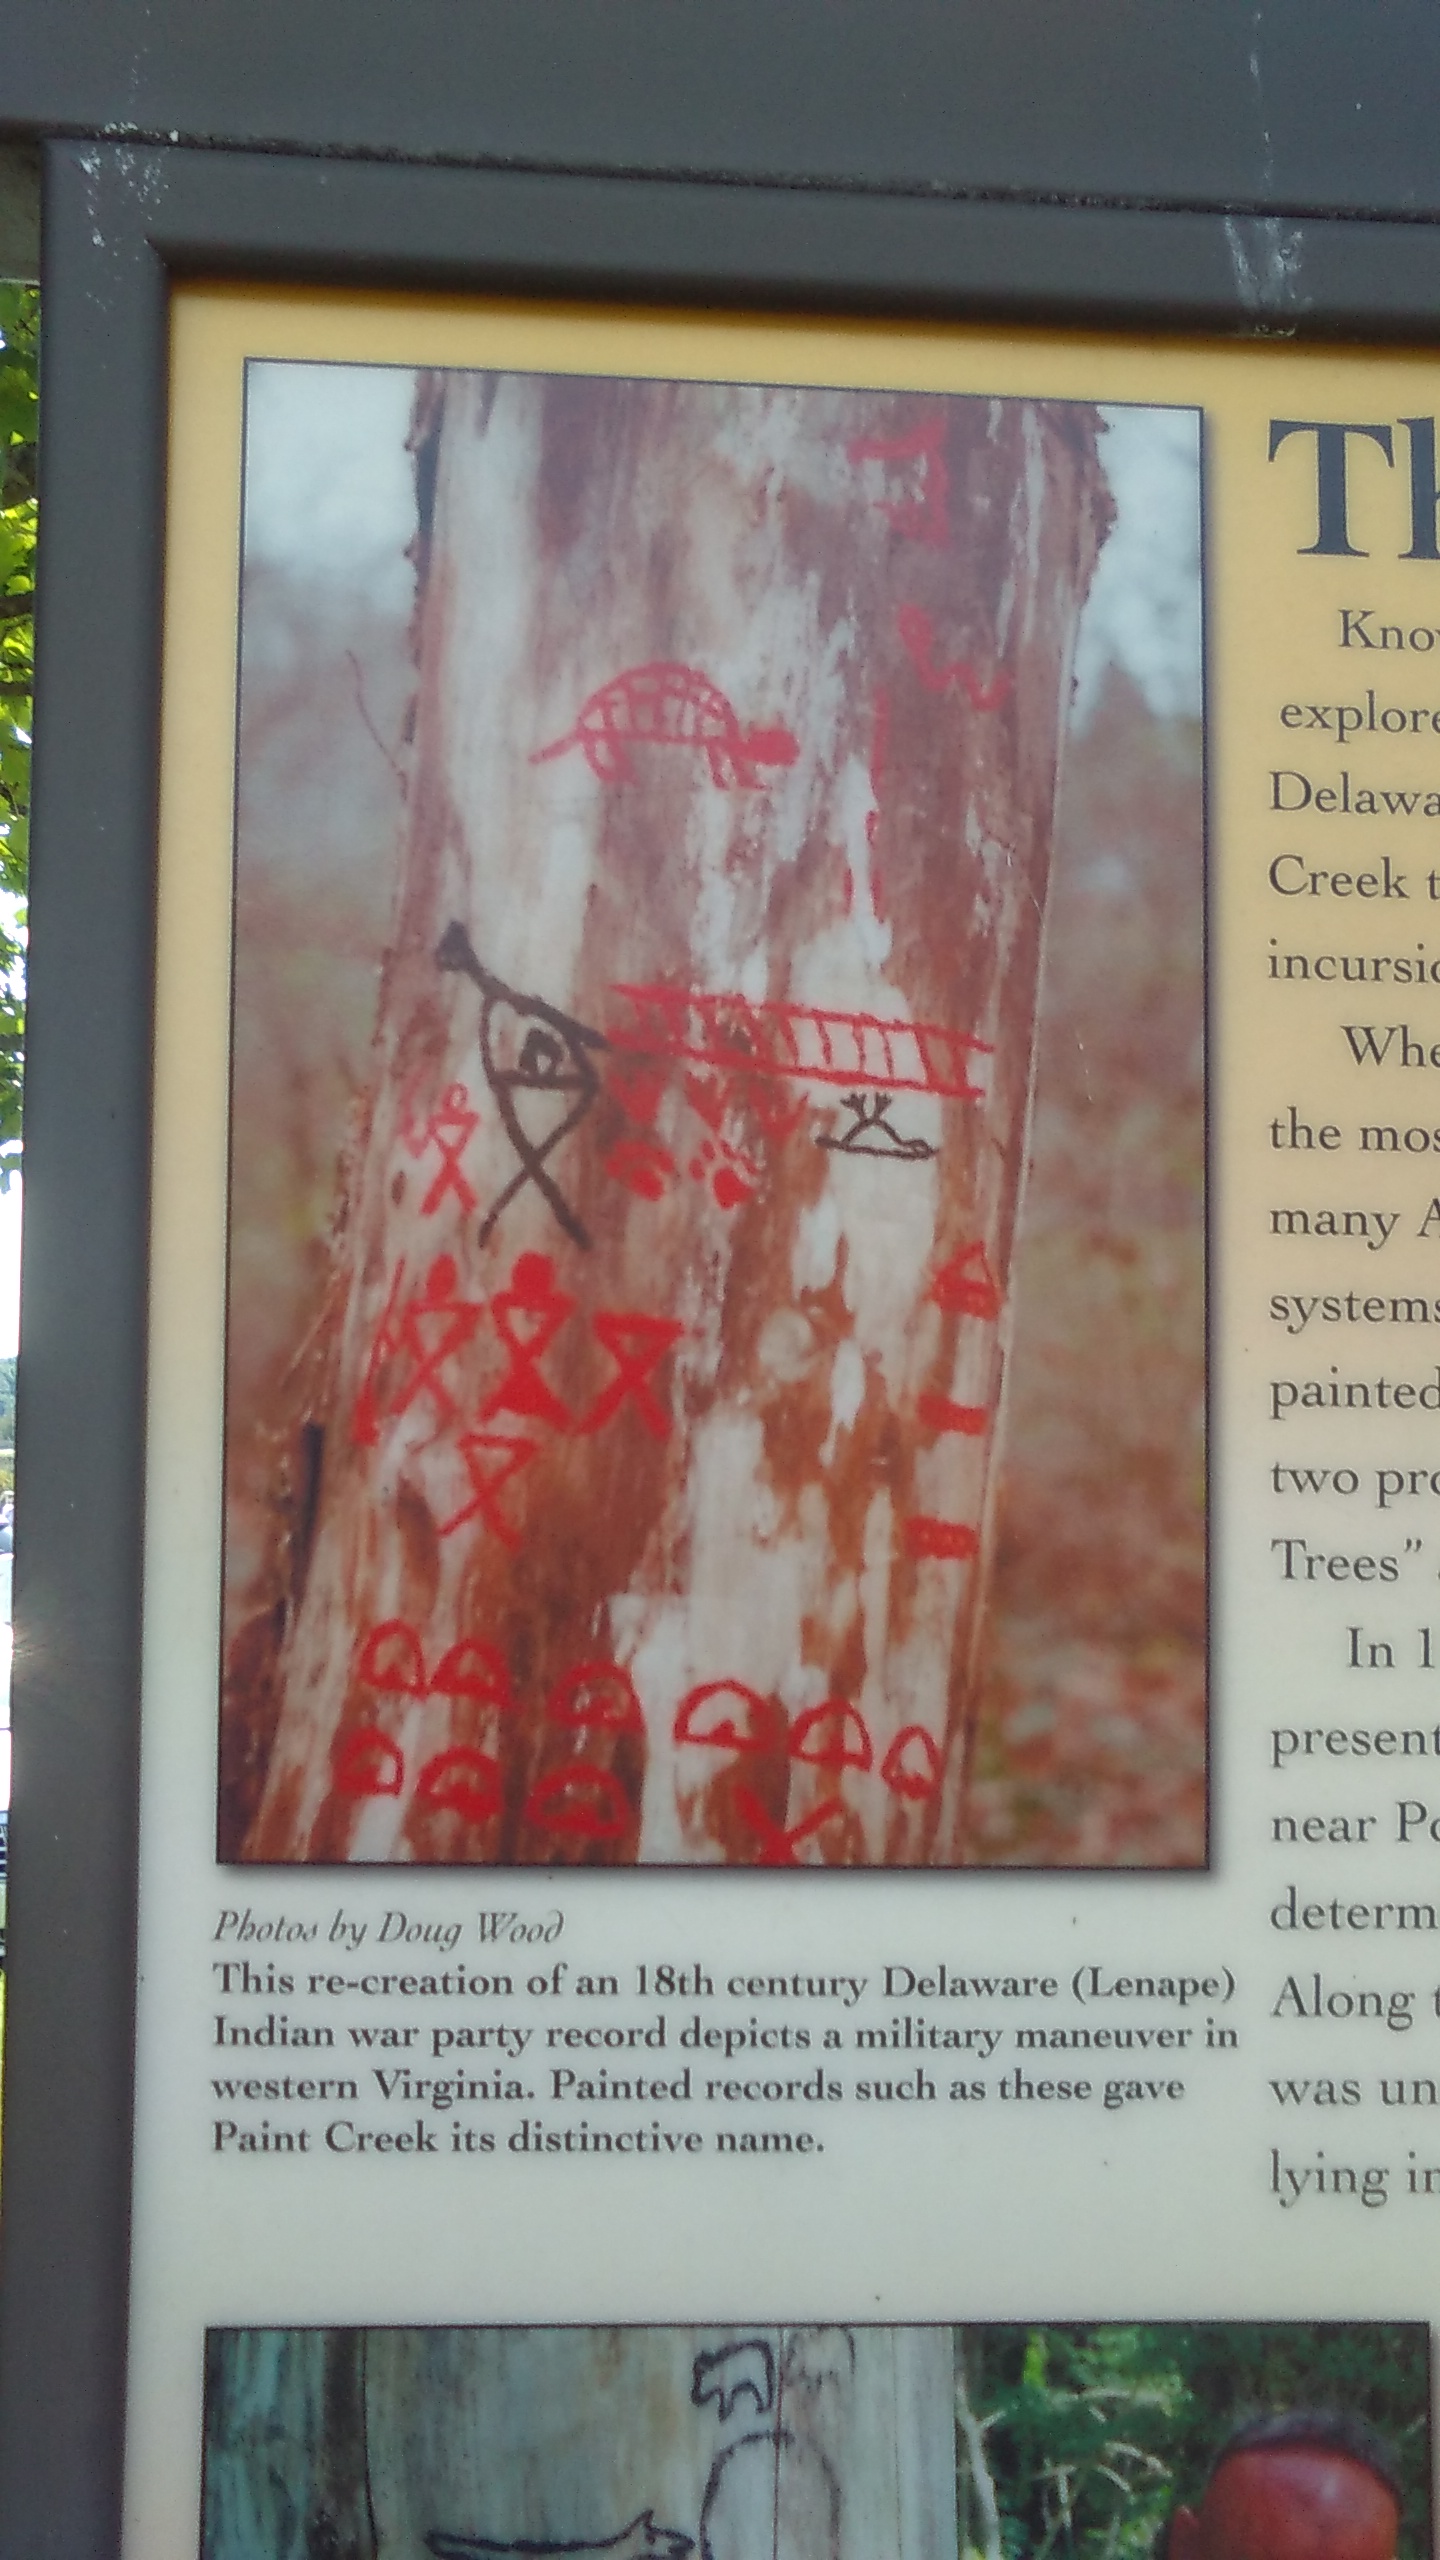 Photos by Doug Wood
This re-creation of an 18th century Delaware (Lenape)
Indian war party record depicts a military maneuver in
western Virginia. Painted records such as these gave
Paint Creek its distinctive name.
Th
Know
explore
Delawa
Creek t
incursio
Whe
the mos
many A
systems
painted
two pro
Trees”
In 1
present
near Po
determ
Along t
was un
lying in